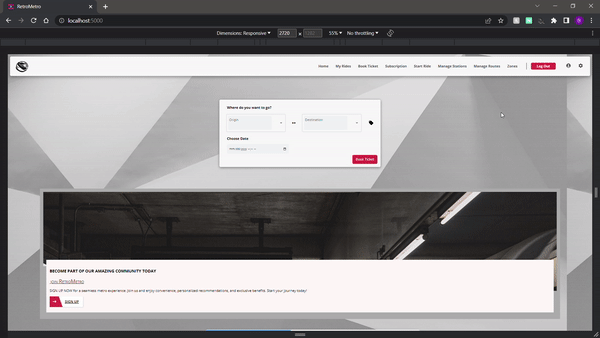 RetroMetro
localhost:5000
Dimensions: Responsive
2720
55%
No throttling
Home
My Rides
Book Ticket
Subscription
Start Ride
Manage Stations
Manage Routes
Zones
Log Out
Where do you want to go?
Origin
Destination
Choose Date
Book Ticket
BECOME PART OF OUR AMAZING COMMUNITY TODAY
Join RetroMetro
SIGN UP NOW for a seamless metro experience. Join us and enjoy convenience, personalized recommendations, and exclusive benefits. Start your journey today!
SIGN UP